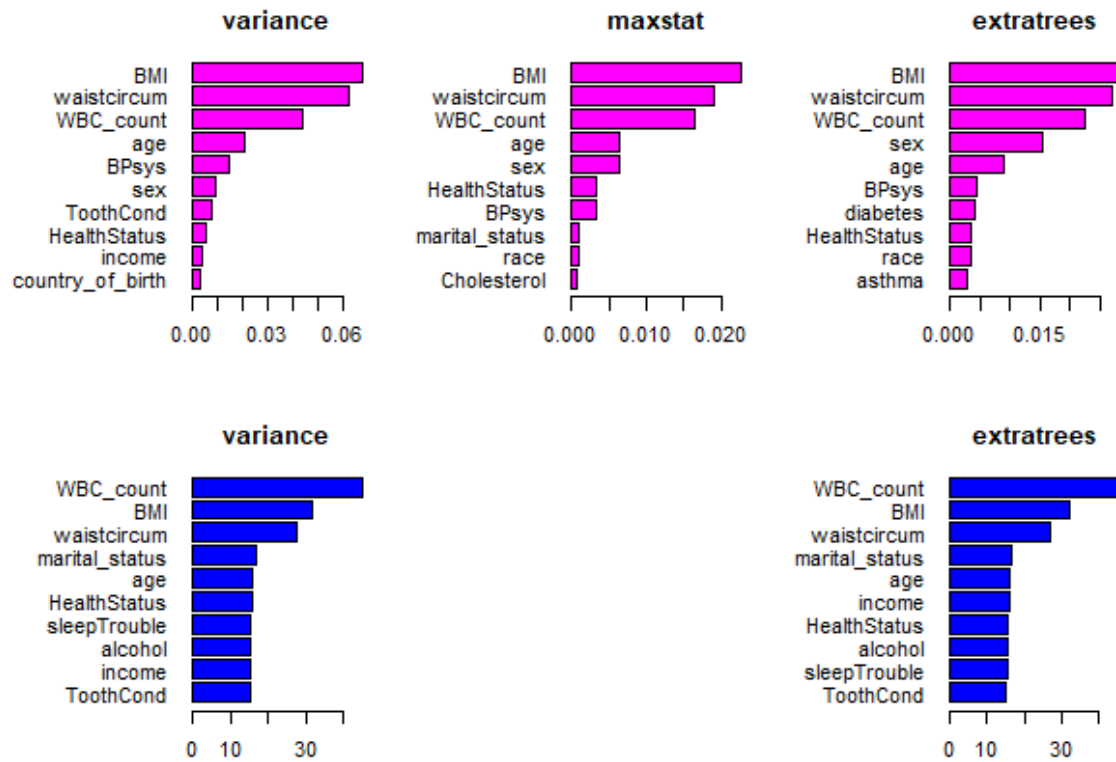 variance
BMI
waistcircum
WBC_count
age
BPsys
sex
ToothCond
HealthStatus
income
country_of_birth
0.00 0.03 0.06
maxstat
BMI
waistcircum
WBC_count
age
sex
HealthStatus
BPsys
marital_status
race
Cholesterol
0.000 0.010 0.020
extratrees
BMI
waistcircum
WBC_count
sex
age
BPsys
diabetes
HealthStatus
race
asthma
0.000 0.015
variance
WBC_count
BMI
waistcircum
marital_status
age
HealthStatus
sleepTrouble
alcohol
income
ToothCond
0 10 30
extratrees
WBC_count
BMI
waistcircum
marital_status
age
income
HealthStatus
alcohol
sleepTrouble
ToothCond
0 10 30